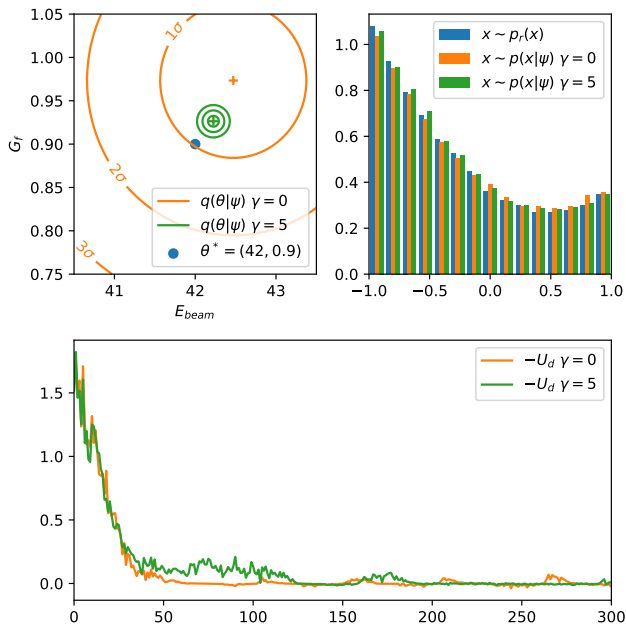 1.05
1.00
0.95
0.90
0.85
0.80
0.75
G_f
1σ
2σ
3σ
q(θ|ψ) γ = 0
q(θ|ψ) γ = 5
θ* = (42, 0.9)
41 42 43
E_beam
1.0
0.8
0.6
0.4
0.2
0.0
x ∼ p_r(x)
x ∼ p(x|ψ) γ = 0
x ∼ p(x|ψ) γ = 5
−1.0 −0.5 0.0 0.5 1.0
1.5
1.0
0.5
0.0
−U_d γ = 0
−U_d γ = 5
0 50 100 150 200 250 300